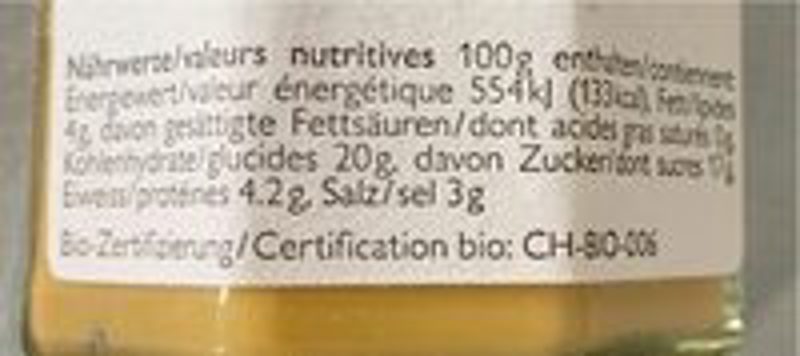 Nährwerte/valeurs nutritives 100g enthalten/contiennent:
Energewert/valeur énergétique 554kJ (133kcal), Fett/lipides
4g, davon gesättigte Fettsäuren/dont acides gras saturés
Kohlenhydrate/glucides 20g, davon Zucker/dont sucres 17g,
Eiweiss/protéines 4.2g, Salz/sel 3g
Bio-Zertifizierung/Certification bio: CH-BIO-006